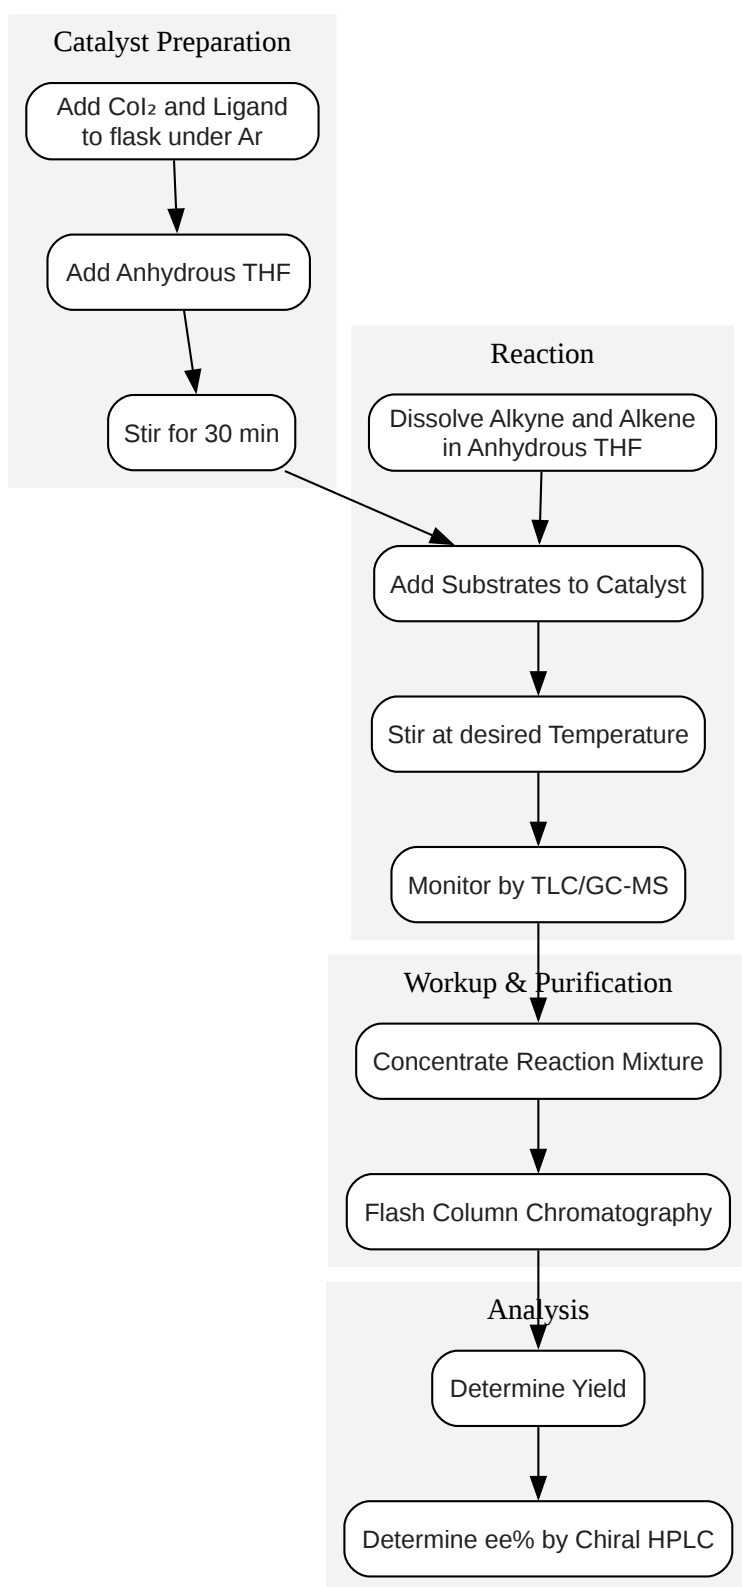 Catalyst Preparation
Add CoI₂ and Ligand
to flask under Ar
Add Anhydrous THF
Stir for 30 min
Reaction
Dissolve Alkyne and Alkene
in Anhydrous THF
Add Substrates to Catalyst
Stir at desired Temperature
Monitor by TLC/GC-MS
Workup & Purification
Concentrate Reaction Mixture
Flash Column Chromatography
Analysis
Determine Yield
Determine ee% by Chiral HPLC